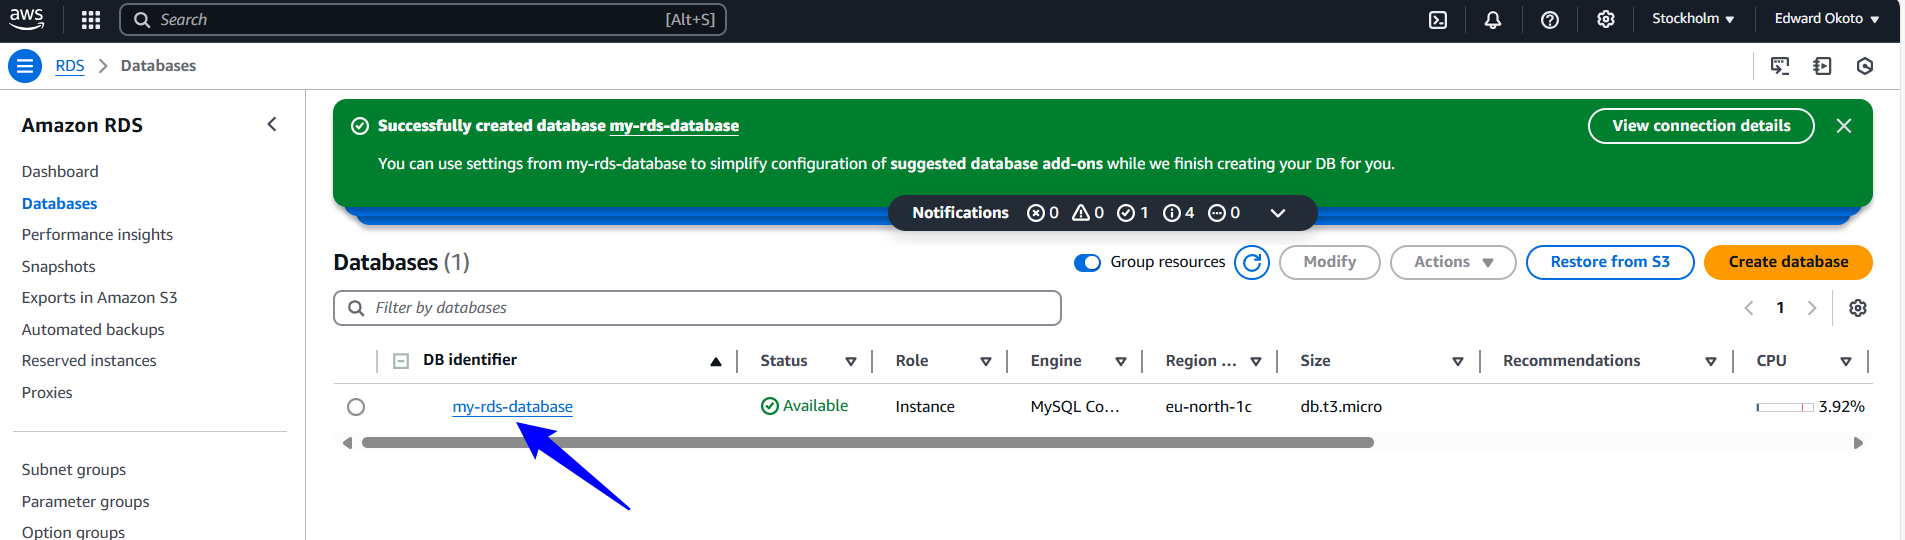 aws
Search [Alt+S] Stockholm Edward Okoto
RDS Databases
Amazon RDS
Dashboard
Databases
Performance insights
Snapshots
Exports in Amazon S3
Automated backups
Reserved instances
Proxies
Subnet groups
Parameter groups
Option groups
Successfully created database my-rds-database View connection details
You can use settings from my-rds-database to simplify configuration of suggested database add-ons while we finish creating your DB for you.
Notifications 0 0 1 4 0
Databases (1) Group resources Modify Actions Restore from S3 Create database
Filter by databases 1
DB identifier Status Role Engine Region ... Size Recommendations CPU
my-rds-database Available Instance MySQL Co... eu-north-1c db.t3.micro 3.92%